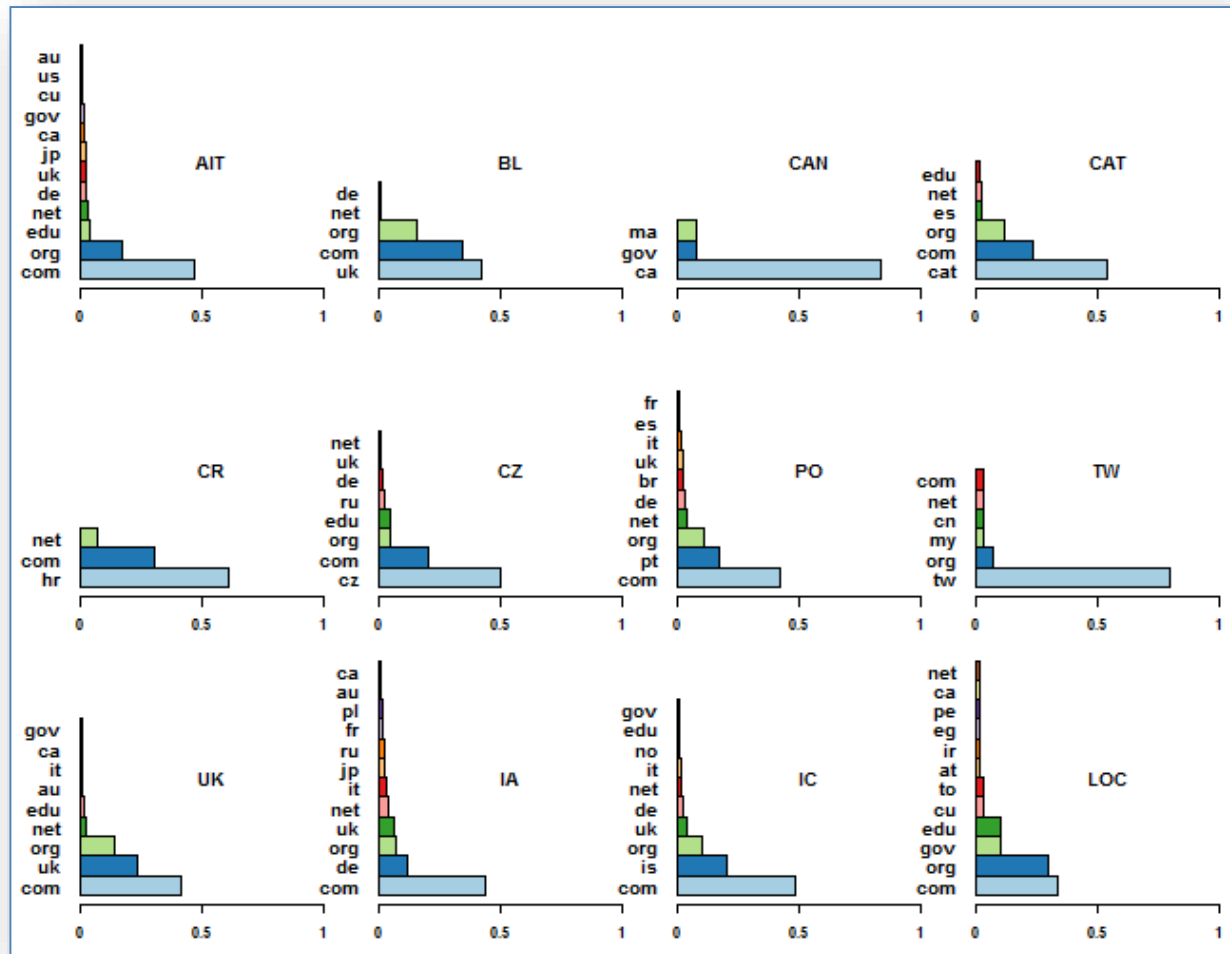 au
us
cu
gov
ca
jp
uk
de
net
edu
org
com
AIT
0 0.5 1
de
net
org
com
uk
BL
0 0.5 1
ma
gov
ca
CAN
0 0.5 1
edu
net
es
org
com
cat
CAT
0 0.5 1
net
com
hr
CR
0 0.5 1
net
uk
de
ru
edu
org
com
cz
CZ
0 0.5 1
fr
es
it
uk
br
de
net
org
pt
com
PO
0 0.5 1
com
net
cn
my
org
tw
TW
0 0.5 1
gov
ca
it
au
edu
net
org
uk
com
UK
0 0.5 1
ca
au
pl
fr
ru
jp
it
net
uk
org
de
com
IA
0 0.5 1
gov
edu
no
it
net
de
uk
org
is
com
IC
0 0.5 1
net
ca
pe
eg
ir
at
to
cu
edu
gov
org
com
LOC
0 0.5 1